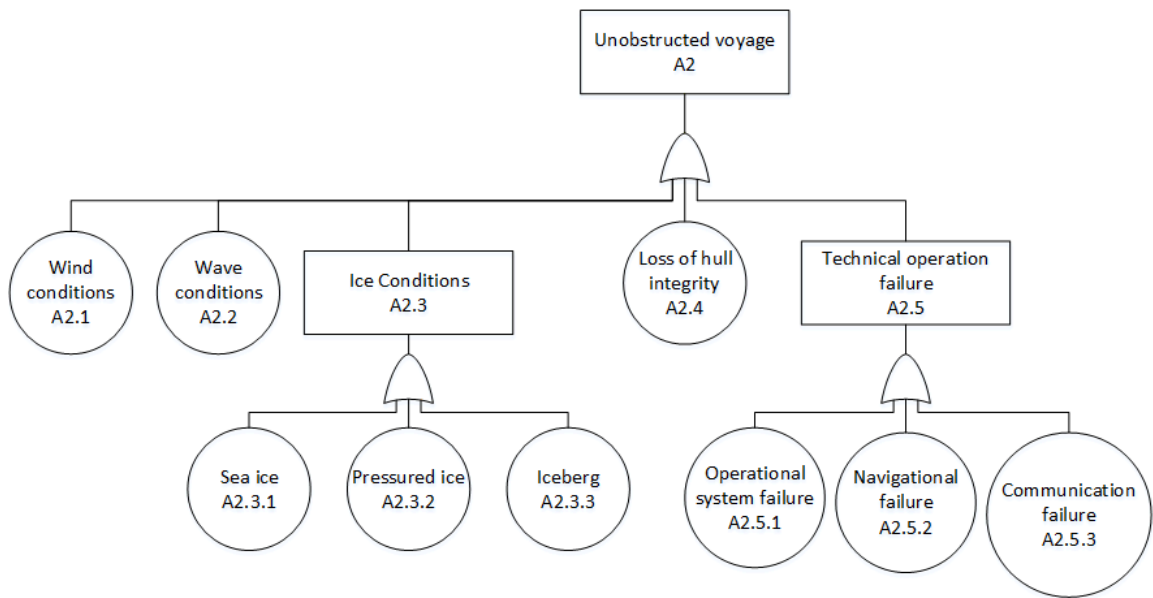 Unobstructed voyage
A2
Wind
conditions
A2.1
Wave
conditions
A2.2
Ice Conditions
A2.3
Loss of hull
integrity
A2.4
Technical operation
failure
A2.5
Sea ice
A2.3.1
Pressured ice
A2.3.2
Iceberg
A2.3.3
Operational
system failure
A2.5.1
Navigational
failure
A2.5.2
Communication
failure
A2.5.3